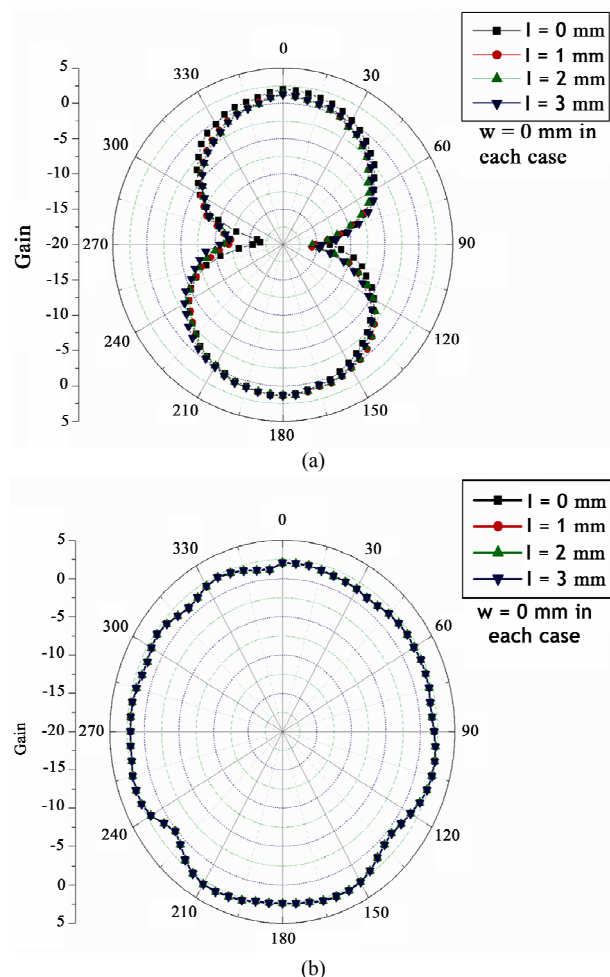 l = 0 mm
l = 1 mm
l = 2 mm
l = 3 mm
w = 0 mm in
each case
0
30
60
90
120
150
180
210
240
270
300
330
5
0
-5
-10
-15
-20
-15
-10
-5
0
5
Gain
(a)
l = 0 mm
l = 1 mm
l = 2 mm
l = 3 mm
w = 0 mm in
each case
0
30
60
90
120
150
180
210
240
270
300
330
5
0
-5
-10
-15
-20
-15
-10
-5
0
5
Gain
(b)